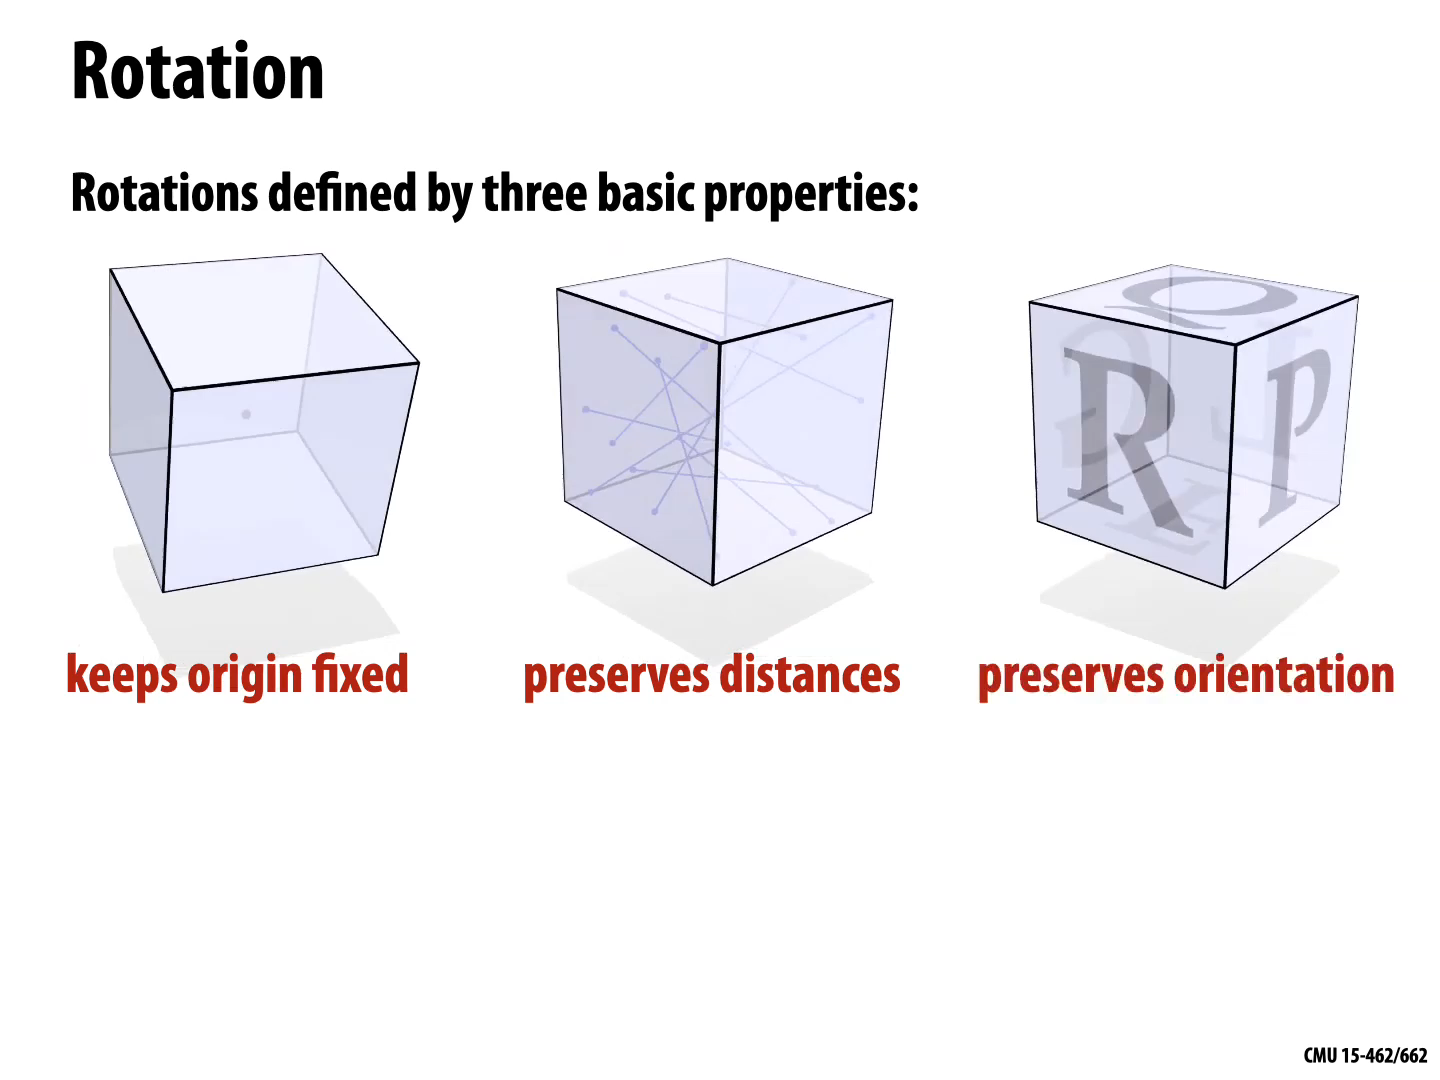 Rotation
Rotations defined by three basic properties:
Q
R
P
keeps origin fixed
preserves distances
preserves orientation
CMU 15-462/662